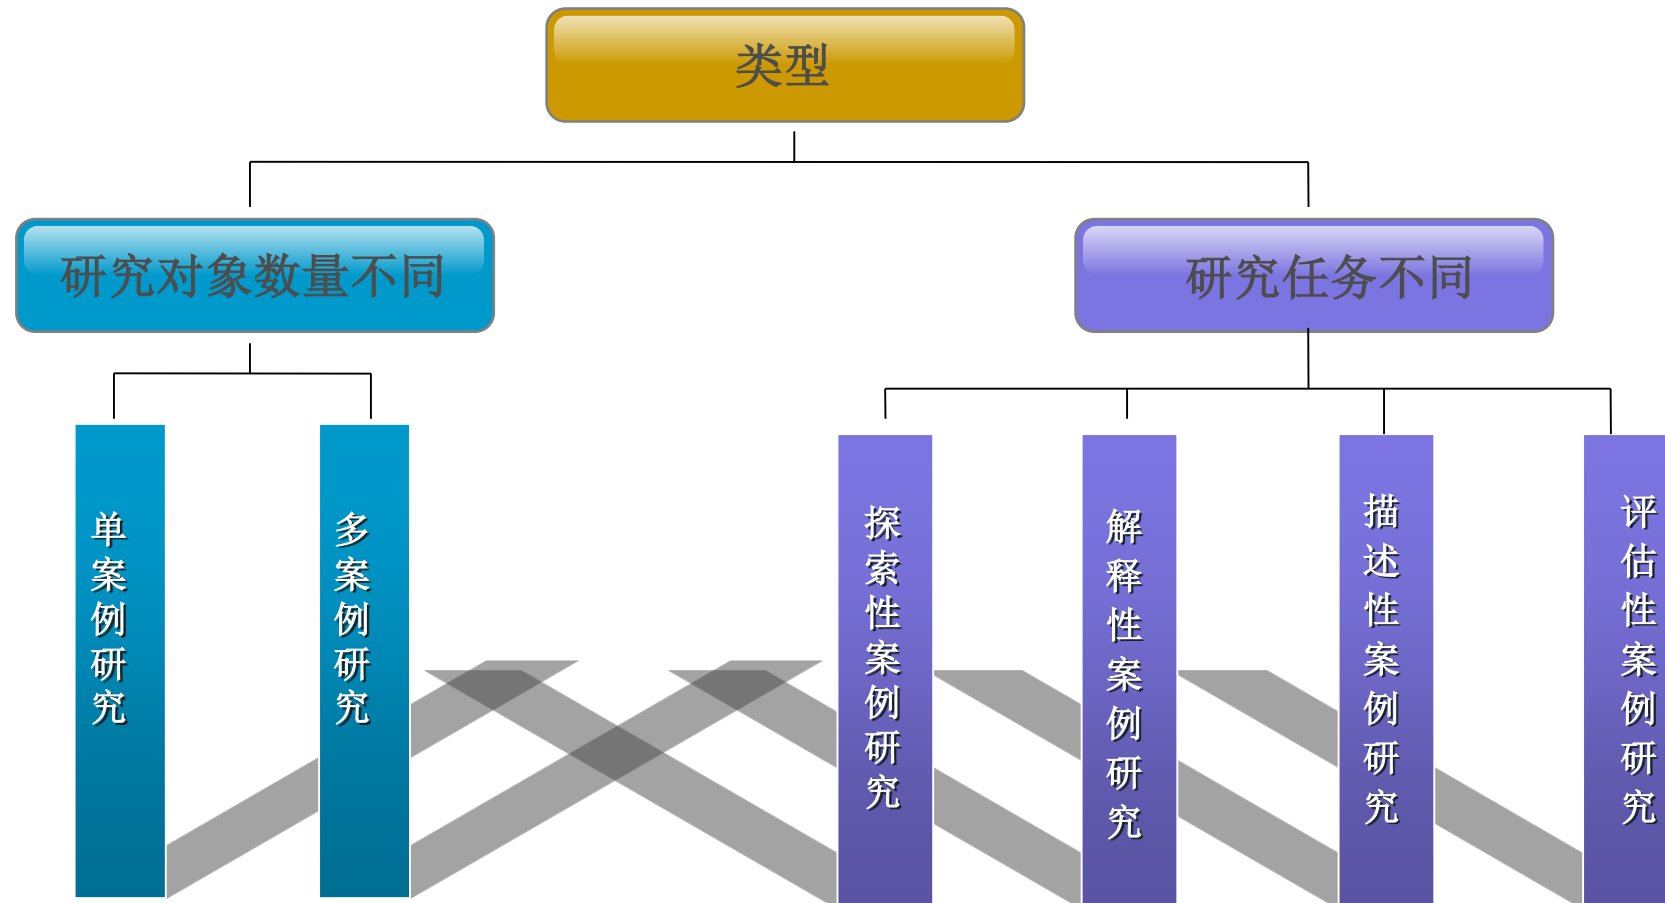 类型
研究对象数量不同
研究任务不同
单案例研究
多案例研究
探索性案例研究
解释性案例研究
描述性案例研究
评估性案例研究